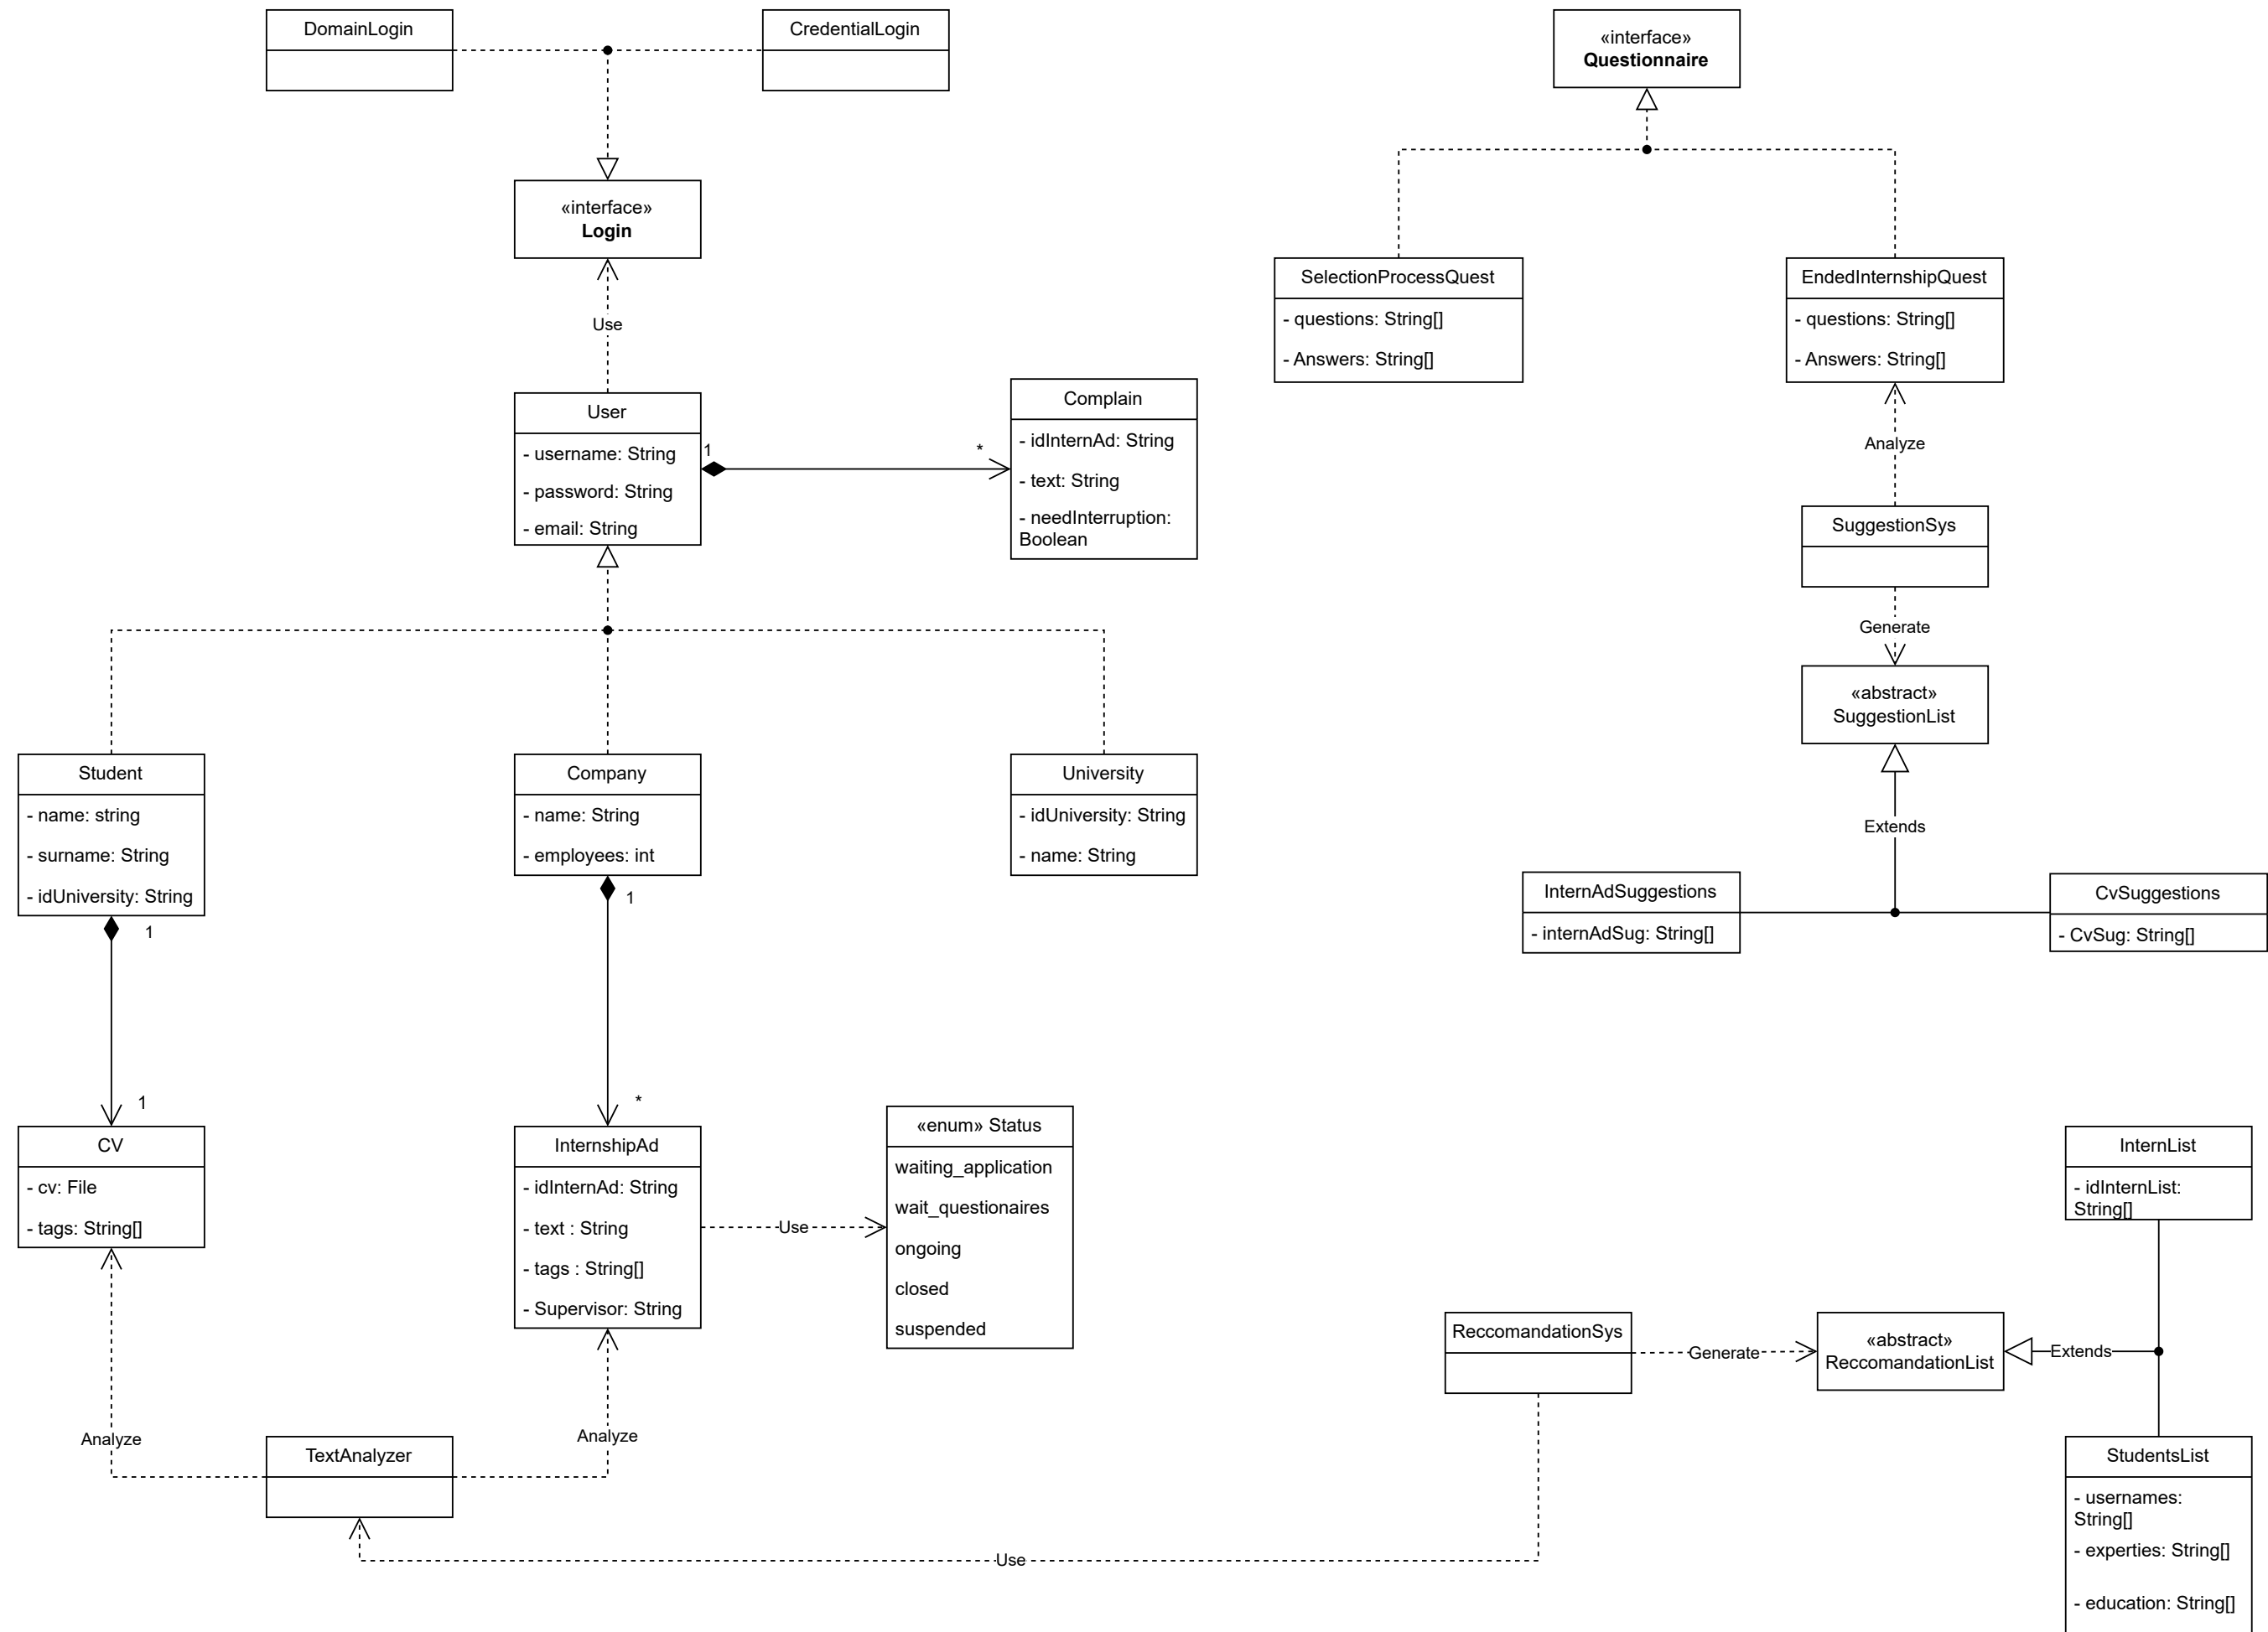 DomainLogin
CredentialLogin
«interface»
Questionnaire
«interface»
Login
Use
SelectionProcessQuest
- questions: String[]
- Answers: String[]
EndedInternshipQuest
- questions: String[]
- Answers: String[]
User
- username: String
- password: String
- email: String
1
*
Complain
- idInternAd: String
- text: String
- needInterruption:
Boolean
Analyze
SuggestionSys
Generate
«abstract»
SuggestionList
Student
- name: string
- surname: String
- idUniversity: String
Company
- name: String
- employees: int
University
- idUniversity: String
- name: String
Extends
InternAdSuggestions
- internAdSug: String[]
CvSuggestions
- CvSug: String[]
1
1
1
*
CV
- cv: File
- tags: String[]
InternshipAd
- idInternAd: String
- text : String
- tags : String[]
- Supervisor: String
Use
«enum» Status
waiting_application
wait_questionaires
ongoing
closed
suspended
InternList
- idInternList:
String[]
ReccomandationSys
Generate
«abstract»
ReccomandationList
Extends
Analyze
TextAnalyzer
Analyze
StudentsList
- usernames:
String[]
- experties: String[]
- education: String[]
Use